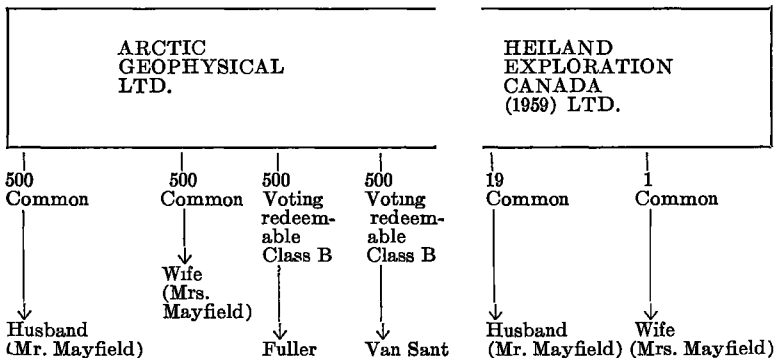 ARCTIC
GEOPHYSICAL
LTD.
HEILAND
EXPLORATION
CANADA
(1959) LTD.
500
Common
500
Common
500
Voting
redeem-
able
Class B
500
Voting
redeem-
able
Class B
19
Common
1
Common
Husband
(Mr. Mayfield)
Wife
(Mrs.
Mayfield)
Fuller
Van Sant
Husband
(Mr. Mayfield)
Wife
(Mrs. Mayfield)